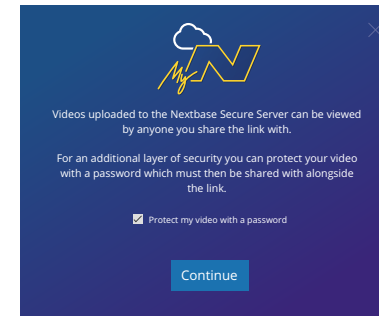 My N
Videos uploaded to the Nextbase Secure Server can be viewed
by anyone you share the link with.
For an additional layer of security you can protect your video
with a password which must then be shared with alongside
the link.
Protect my video with a password
Continue